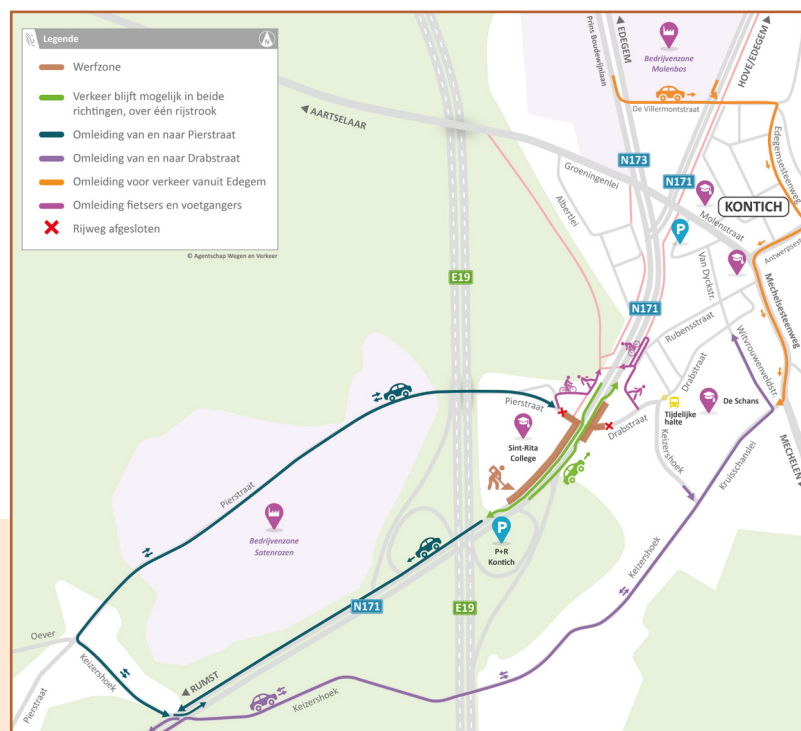 Legende
Werfzone
Verkeer blijft mogelijk in beide
richtingen, over één rijstrook
Omleiding van en naar Pierstraat
Omleiding van en naar Drabstraat
Omleiding voor verkeer vanuit Edegem
Omleiding fietsers en voetgangers
Rijweg afgesloten
© Agentschap Wegen en Verkeer
Prins Boudewijnlaan
EDEGEM
HOVE/EDEGEM
Bedrijvenzone
Molenbos
De Villermontstraat
Edegemsesteenweg
AARTSELAAR
N173
Groeningenlei
N171
KONTICH
Albertlei
Molenstraat
P
Antwerpsest
Van Dyckstr.
Mechelsesteenweg
E19
N171
Rubensstraat
Witvrouwenveldstr.
Drabstraat
Pierstraat
De Schans
Tijdelijke
halte
Drabstraat
Sint-Rita
College
Keizershoek
Kruisschanslei
MECHELEN
Pierstraat
P
P+R
Kontich
Bedrijvenzone
Satenrozen
Keizershoek
N171
E19
Oever
Keizershoek
RUMST
Pierstraat
Keizershoek